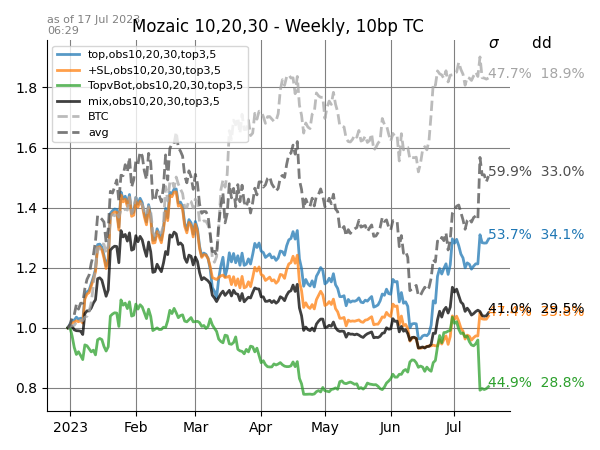 as of 17 Jul 2023
06:29
Mozaic 10,20,30 - Weekly, 10bp TC
σ dd
top,obs10,20,30,top3,5
+SL,obs10,20,30,top3,5
TopvBot,obs10,20,30,top3,5
mix,obs10,20,30,top3,5
BTC
avg
47.7% 18.9%
59.9% 33.0%
53.7% 34.1%
41.0% 29.5%
44.9% 28.8%
1.8
1.6
1.4
1.2
1.0
0.8
2023 Feb Mar Apr May Jun Jul